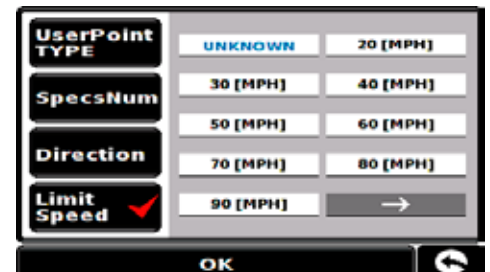 UserPoint
TYPE
SpecsNum
Direction
Limit
Speed
UNKNOWN
20 [MPH]
30 [MPH]
40 [MPH]
50 [MPH]
60 [MPH]
70 [MPH]
80 [MPH]
90 [MPH]
→
OK